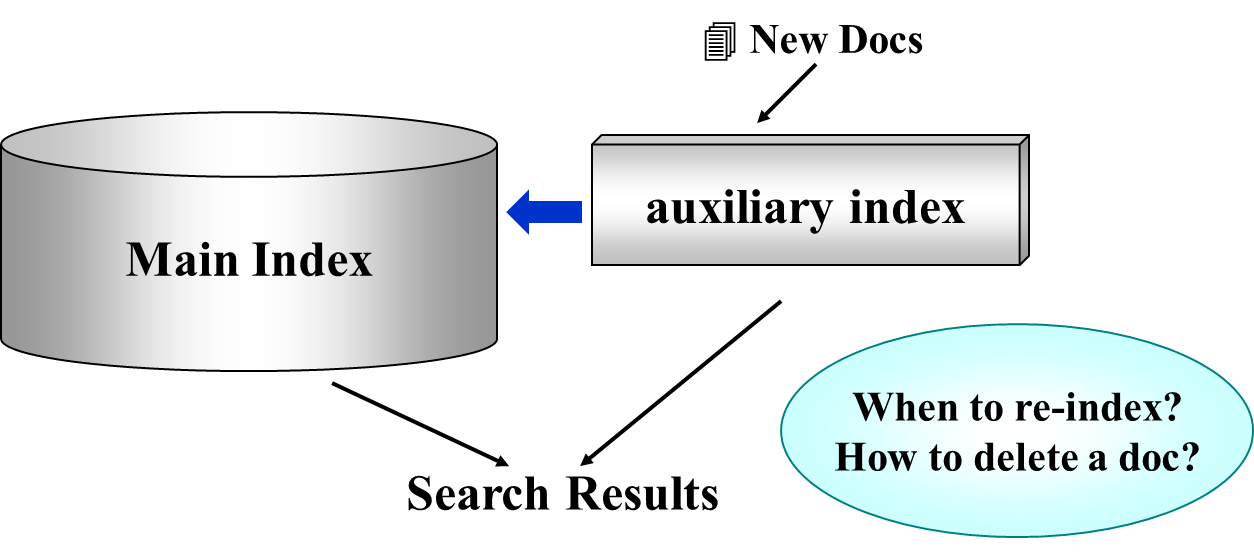 New Docs
auxiliary index
Main Index
When to re-index?
How to delete a doc?
Search Results